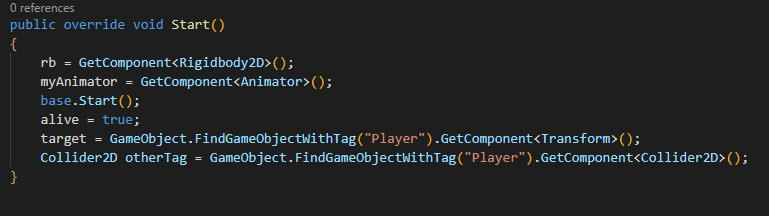 0 references
public override void Start()
{
rb = GetComponent<Rigidbody2D>();
myAnimator = GetComponent<Animator>();
base.Start();
alive = true;
target = GameObject.FindGameObjectWithTag("Player").GetComponent<Transform>();
Collider2D otherTag = GameObject.FindGameObjectWithTag("Player").GetComponent<Collider2D>();
}